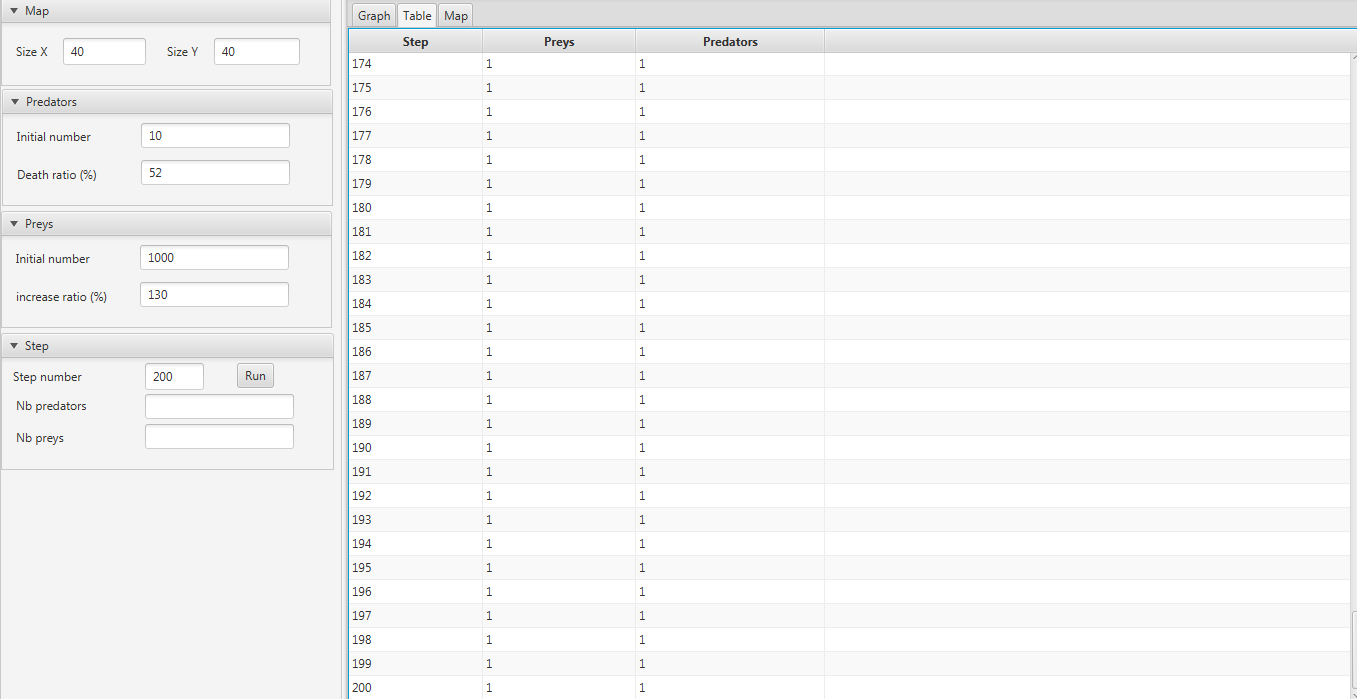 Map
Size X 40 Size Y 40
Predators
Initial number 10
Death ratio (%) 52
Preys
Initial number 1000
increase ratio (%) 130
Step
Step number 200 Run
Nb predators
Nb preys
Graph Table Map
Step Preys Predators
174 1 1
175 1 1
176 1 1
177 1 1
178 1 1
179 1 1
180 1 1
181 1 1
182 1 1
183 1 1
184 1 1
185 1 1
186 1 1
187 1 1
188 1 1
189 1 1
190 1 1
191 1 1
192 1 1
193 1 1
194 1 1
195 1 1
196 1 1
197 1 1
198 1 1
199 1 1
200 1 1